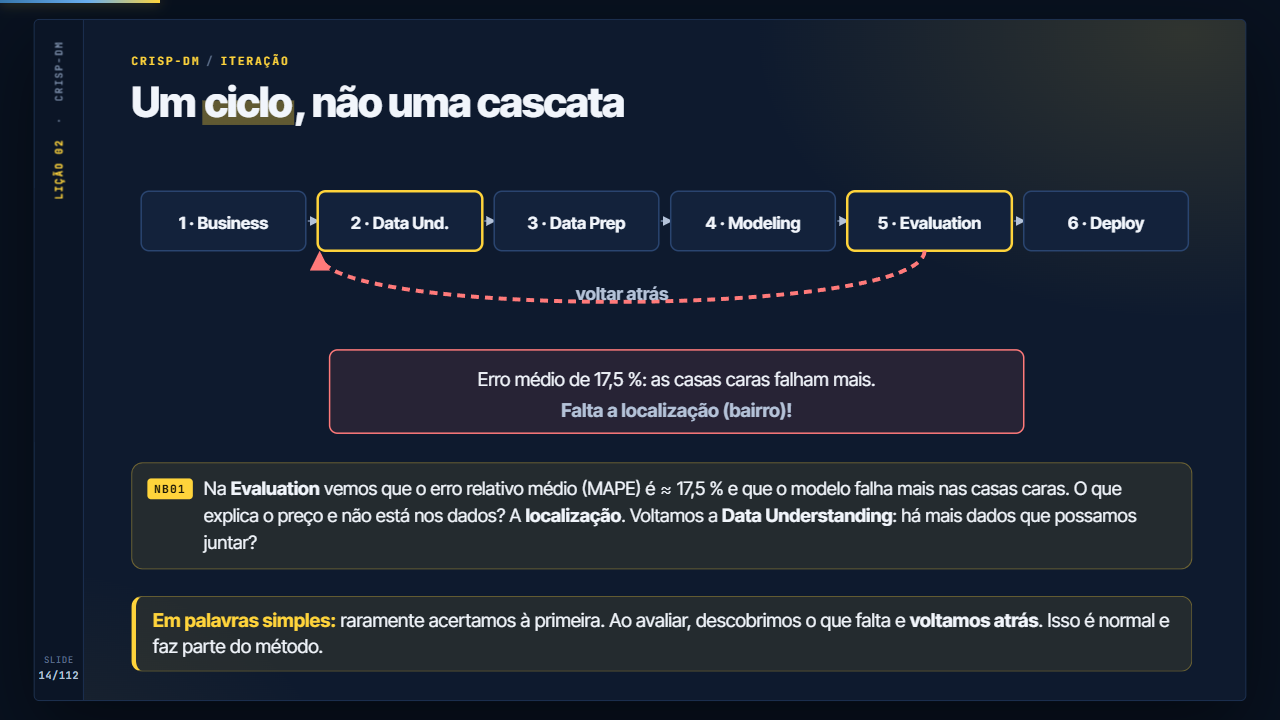 LIÇÃO 02 · CRISP-DM
CRISP-DM / ITERAÇÃO
Um ciclo, não uma cascata
1 · Business
2 · Data Und.
3 · Data Prep
4 · Modeling
5 · Evaluation
6 · Deploy
voltar atrás
Erro médio de 17,5 %: as casas caras falham mais.
Falta a localização (bairro)!
NB01
Na Evaluation vemos que o erro relativo médio (MAPE) é ≈ 17,5 % e que o modelo falha mais nas casas caras. O que
explica o preço e não está nos dados? A localização. Voltamos a Data Understanding: há mais dados que possamos
juntar?
Em palavras simples: raramente acertamos à primeira. Ao avaliar, descobrimos o que falta e voltamos atrás. Isso é normal e
faz parte do método.
SLIDE
14/112